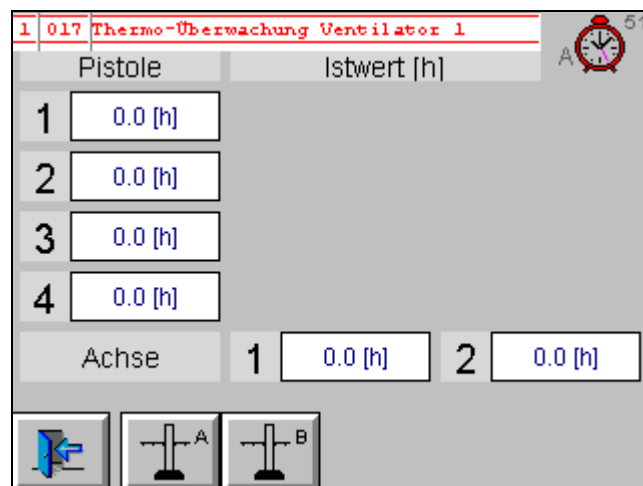 1 017 Thermo-Überwachung Ventilator 1
51
A
Pistole Istwert [h]
1 0.0 [h]
2 0.0 [h]
3 0.0 [h]
4 0.0 [h]
Achse 1 0.0 [h] 2 0.0 [h]
A B